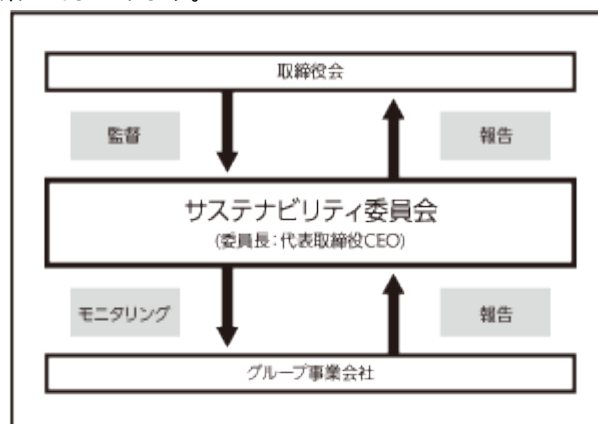 取締役会
監督
報告
サステナビリティ委員会
(委員長:代表取締役CEO)
モニタリング
報告
グループ事業会社